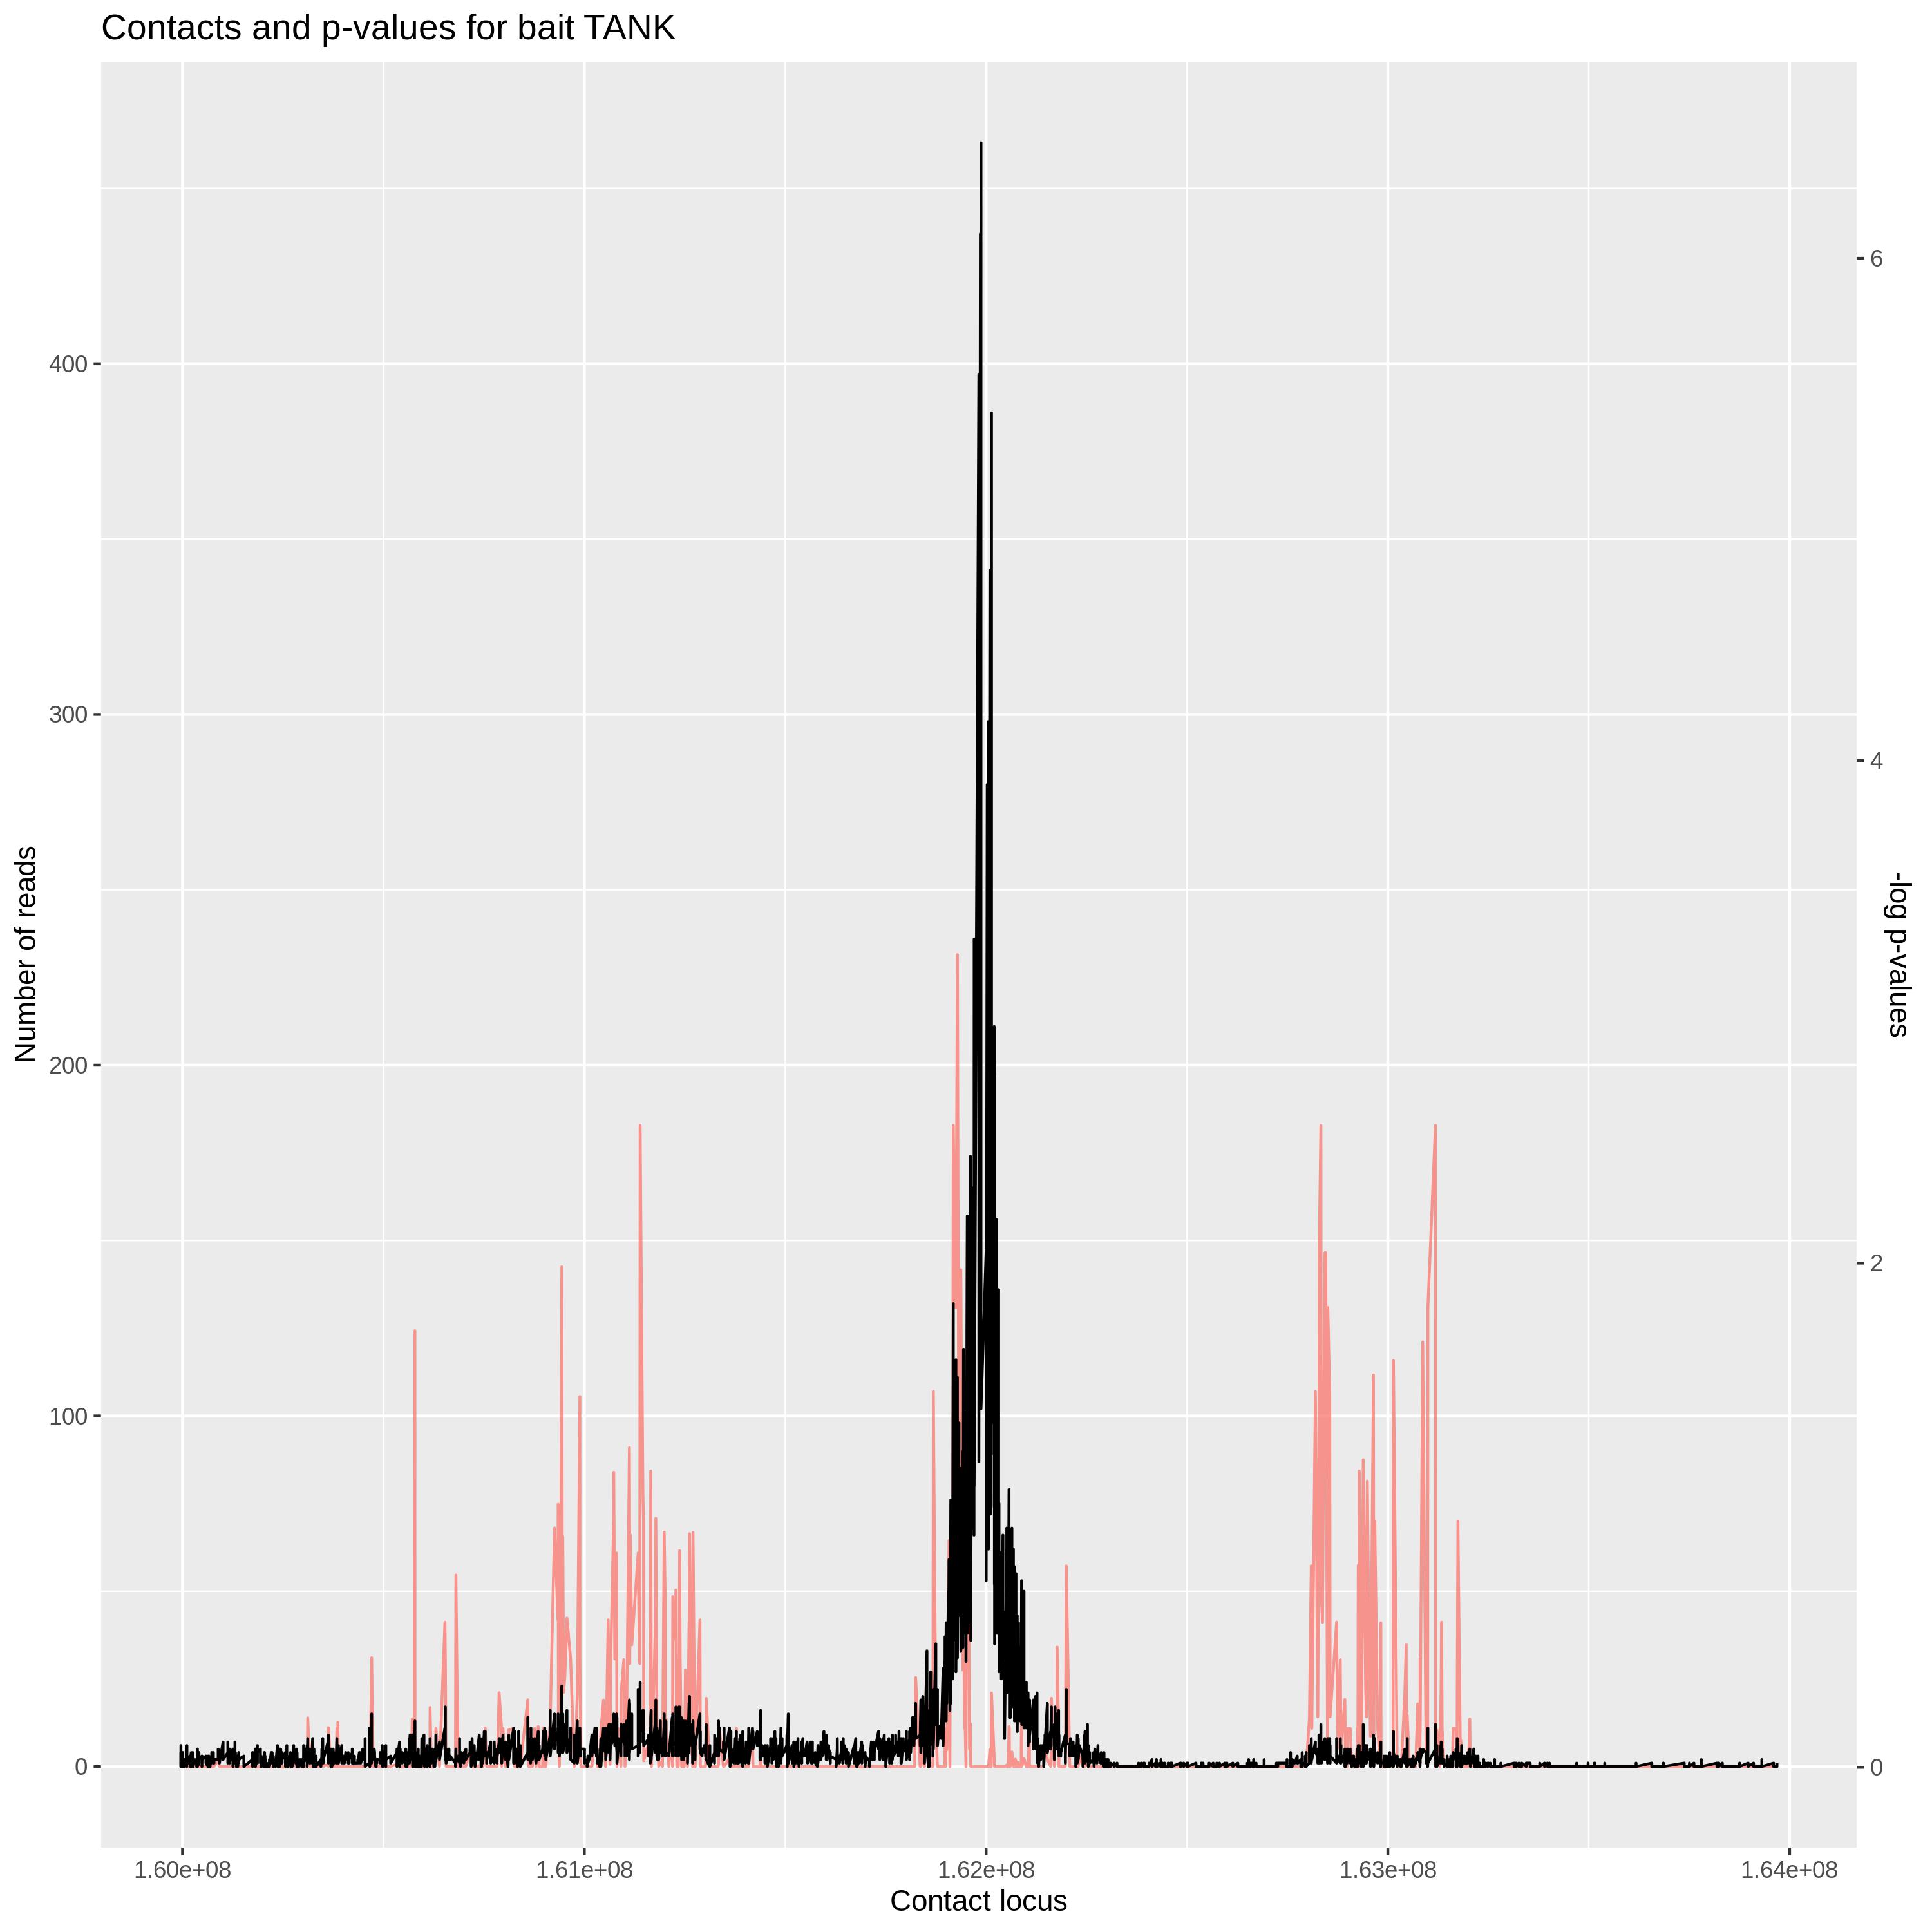 Contacts and p-values for bait TANK
Number of reads
400
300
200
100
0
6
4
2
0
-log p-values
1.60e+08
1.61e+08
1.62e+08
1.63e+08
1.64e+08
Contact locus